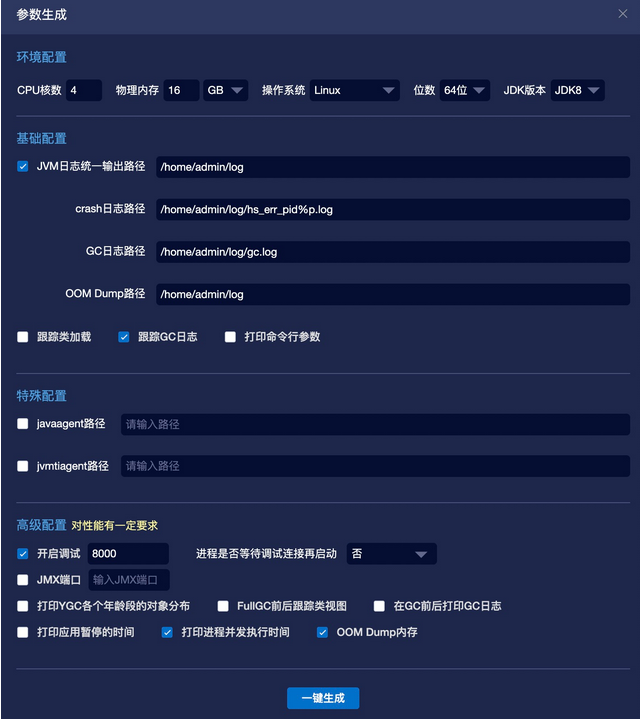 参数生成
环境配置
CPU核数 4 物理内存 16 GB 操作系统 Linux 位数 64位 JDK版本 JDK8
基础配置
JVM日志统一输出路径 /home/admin/log
crash日志路径 /home/admin/log/hs_err_pid%p.log
GC日志路径 /home/admin/log/gc.log
OOM Dump路径 /home/admin/log
跟踪类加载 跟踪GC日志 打印命令行参数
特殊配置
javaagent路径 请输入路径
jvmtiagent路径 请输入路径
高级配置 对性能有一定要求
开启调试 8000 进程是否等待调试连接再启动 否
JMX端口 输入JMX端口
打印YGC各个年龄段的对象分布 FullGC前后跟踪类视图 在GC前后打印GC日志
打印应用暂停的时间 打印进程并发执行时间 OOM Dump内存
一键生成